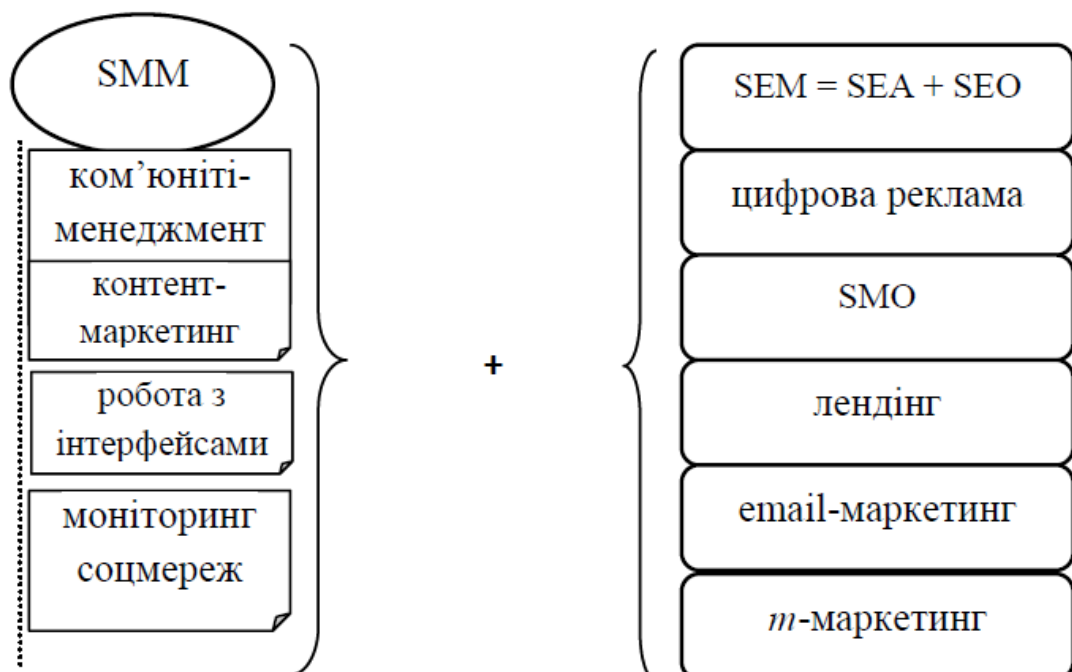 SMM
ком’юніті-
менеджмент
контент-
маркетинг
робота з
інтерфейсами
моніторинг
соцмереж
+
SEM = SEA + SEO
цифрова реклама
SMO
лендінг
email-маркетинг
m-маркетинг